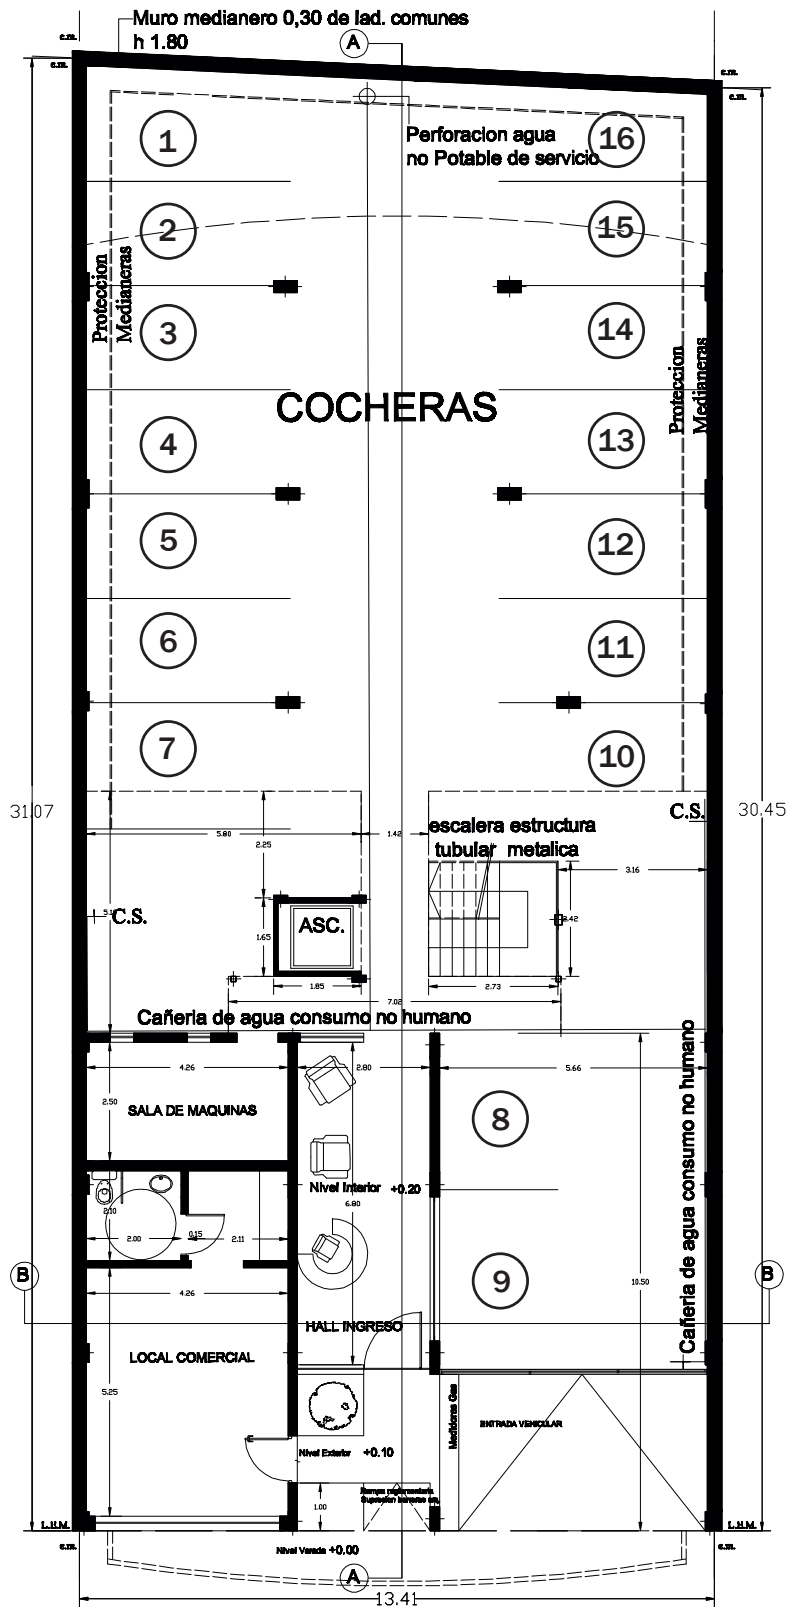 Muro medianero 0,30 de lad. comunes
h 1.80
A
c.m.
c.m.
c.m.
c.m.
Perforacion agua
no Potable de servicio
1
16
2
15
Proteccion
Medianeras
3
14
Proteccion
Medianeras
COCHERAS
4
13
5
12
6
11
7
10
31.07
30.45
C.S.
escalera estructura
tubular metalica
5.80
1.42
2.25
3.16
C.S.
ASC.
1.65
2.42
1.85
2.73
7.02
Cañeria de agua consumo no humano
4.26
2.80
5.66
2.50
SALA DE MAQUINAS
8
Cañeria de agua consumo no humano
Nivel Interior +0.20
6.80
2.10
2.00
0.15
2.11
B
B
9
10.50
4.26
HALL INGRESO
LOCAL COMERCIAL
5.25
Medidores Gas
ENTRADA VEHICULAR
Nivel Exterior +0.10
1.00
Rampa reglamentaria
L.H.M.
L.H.M.
c.m.
c.m.
Nivel Vereda +0.00
A
13.41